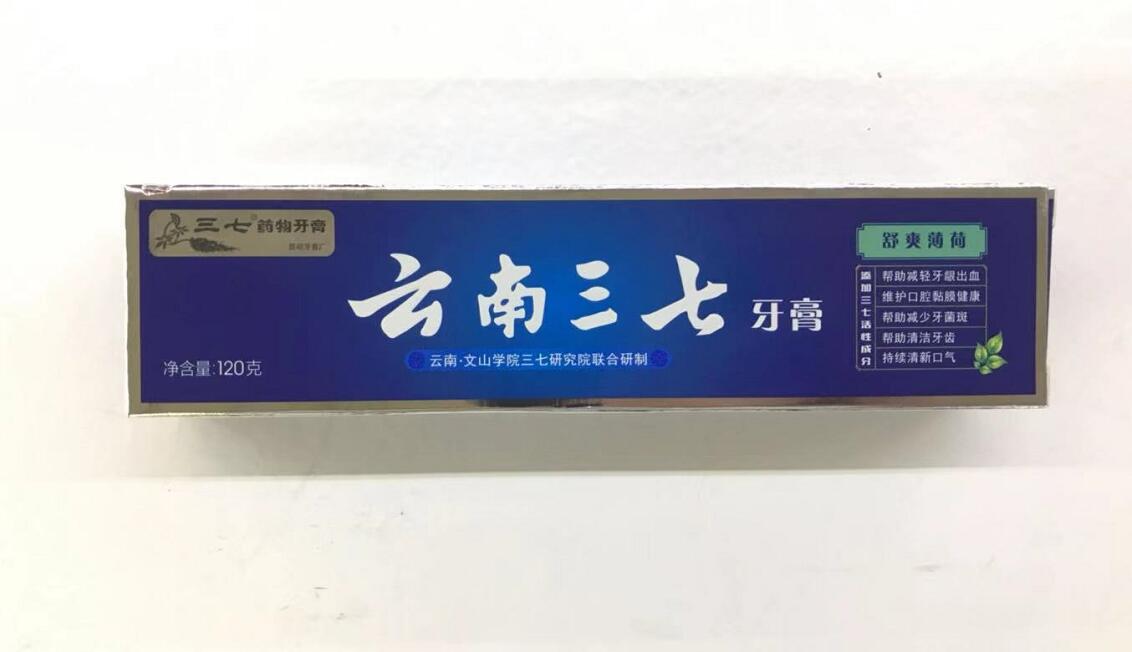 三七®药物牙膏
云南三七牙膏
云南·文山学院三七研究院联合研制
净含量:120克
舒爽薄荷
添加三七活性成分
帮助减轻牙龈出血
维护口腔黏膜健康
帮助减少牙菌斑
帮助清洁牙齿
持续清新口气